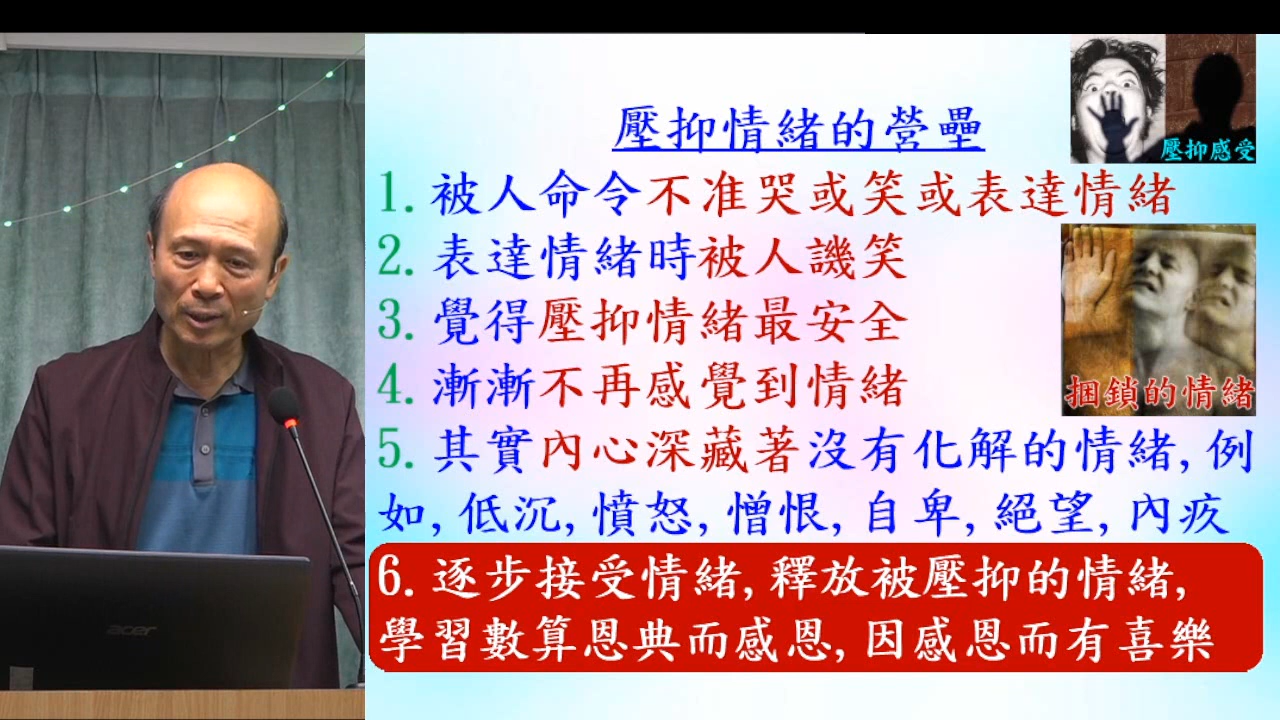 壓抑情緒的營壘
壓抑感受
1. 被人命令不准哭或笑或表達情緒
2. 表達情緒時被人譏笑
3. 覺得壓抑情緒最安全
4. 漸漸不再感覺到情緒
捆鎖的情緒
5. 其實內心深藏著沒有化解的情緒, 例
如, 低沉, 憤怒, 憎恨, 自卑, 絕望, 內疚
6. 逐步接受情緒, 釋放被壓抑的情緒,
學習數算恩典而感恩, 因感恩而有喜樂
acer